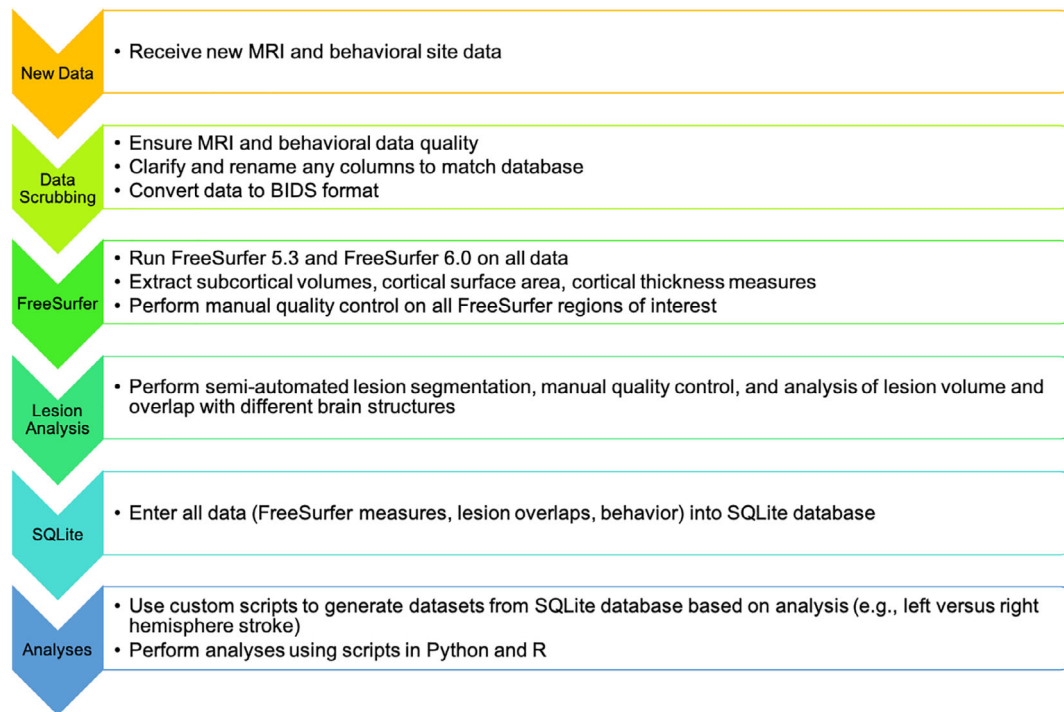 New Data
• Receive new MRI and behavioral site data
Data
Scrubbing
• Ensure MRI and behavioral data quality
• Clarify and rename any columns to match database
• Convert data to BIDS format
FreeSurfer
• Run FreeSurfer 5.3 and FreeSurfer 6.0 on all data
• Extract subcortical volumes, cortical surface area, cortical thickness measures
• Perform manual quality control on all FreeSurfer regions of interest
Lesion
Analysis
• Perform semi-automated lesion segmentation, manual quality control, and analysis of lesion volume and
overlap with different brain structures
SQLite
• Enter all data (FreeSurfer measures, lesion overlaps, behavior) into SQLite database
Analyses
• Use custom scripts to generate datasets from SQLite database based on analysis (e.g., left versus right
hemisphere stroke)
• Perform analyses using scripts in Python and R